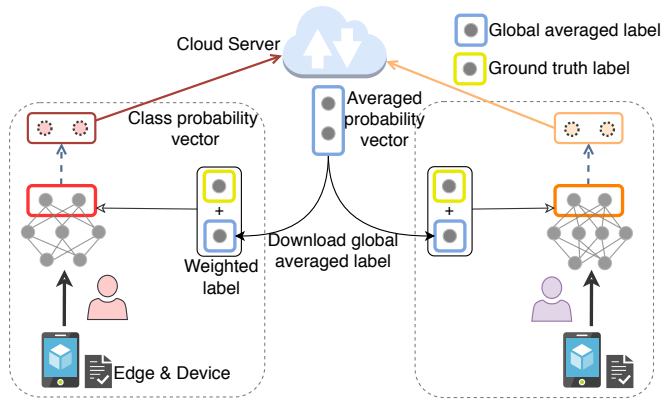 Cloud Server
Global averaged label
Ground truth label
Class probability
vector
Averaged
probability
vector
+
+
Weighted
label
Download global
averaged label
Edge & Device